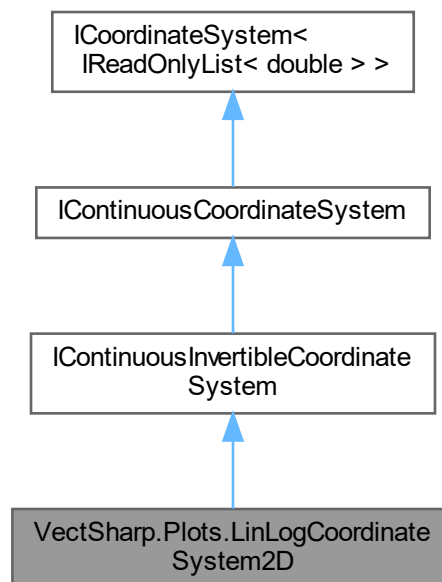 ICoordinateSystem<
IReadOnlyList< double > >
IContinuousCoordinateSystem
IContinuousInvertibleCoordinate
System
VectSharp.Plots.LinLogCoordinate
System2D